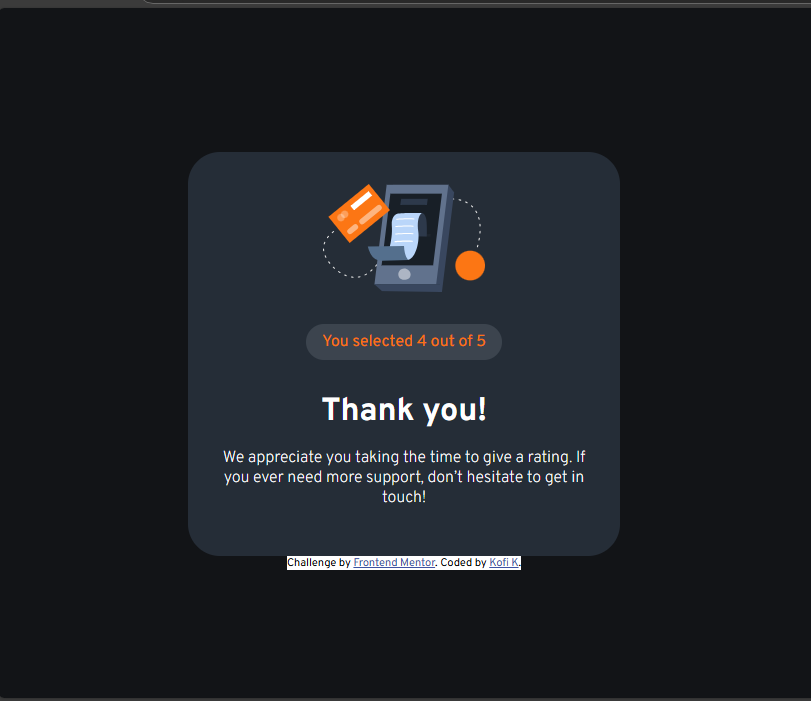 You selected 4 out of 5
Thank you!
We appreciate you taking the time to give a rating. If
you ever need more support, don’t hesitate to get in
touch!
Challenge by Frontend Mentor. Coded by Kofi K.